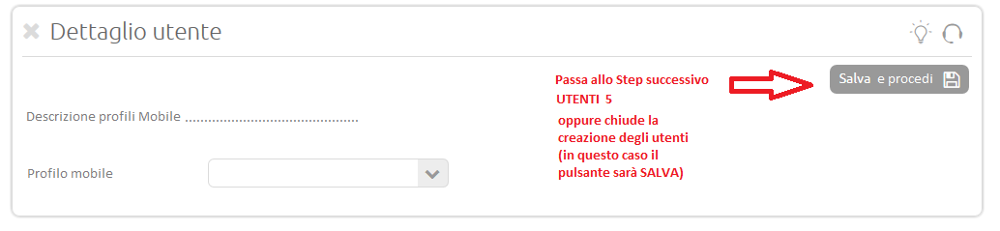 Dettaglio utente
Passa allo Step successivo
UTENTI 5
oppure chiude la
creazione degli utenti
(in questo caso il
pulsante sarà SALVA)
Salva e procedi
Descrizione profili Mobile ..............................................
Profilo mobile